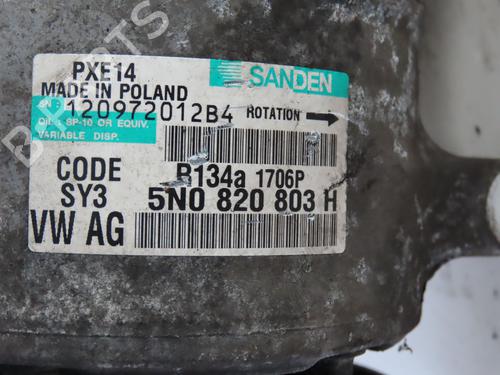 PXE14 SANDEN
MADE IN POLAND
SN: 120972012B4 ROTATION
OIL: SP-10 OR EQUIV.
VARIABLE DISP.
CODE R134a 1706P
SY3 5N0 820 803 H
VW AG